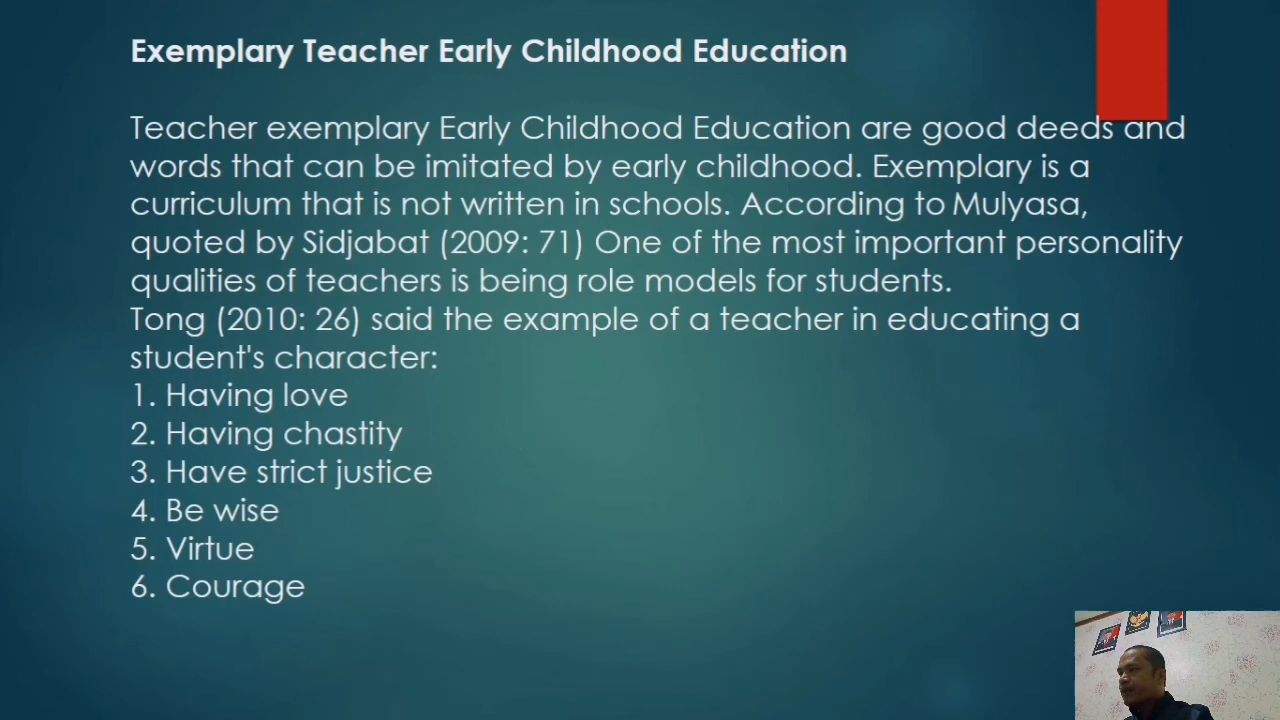 Exemplary Teacher Early Childhood Education
Teacher exemplary Early Childhood Education are good deeds and
words that can be imitated by early childhood. Exemplary is a
curriculum that is not written in schools. According to Mulyasa,
quoted by Sidjabat (2009: 71) One of the most important personality
qualities of teachers is being role models for students.
Tong (2010: 26) said the example of a teacher in educating a
student's character:
1. Having love
2. Having chastity
3. Have strict justice
4. Be wise
5. Virtue
6. Courage